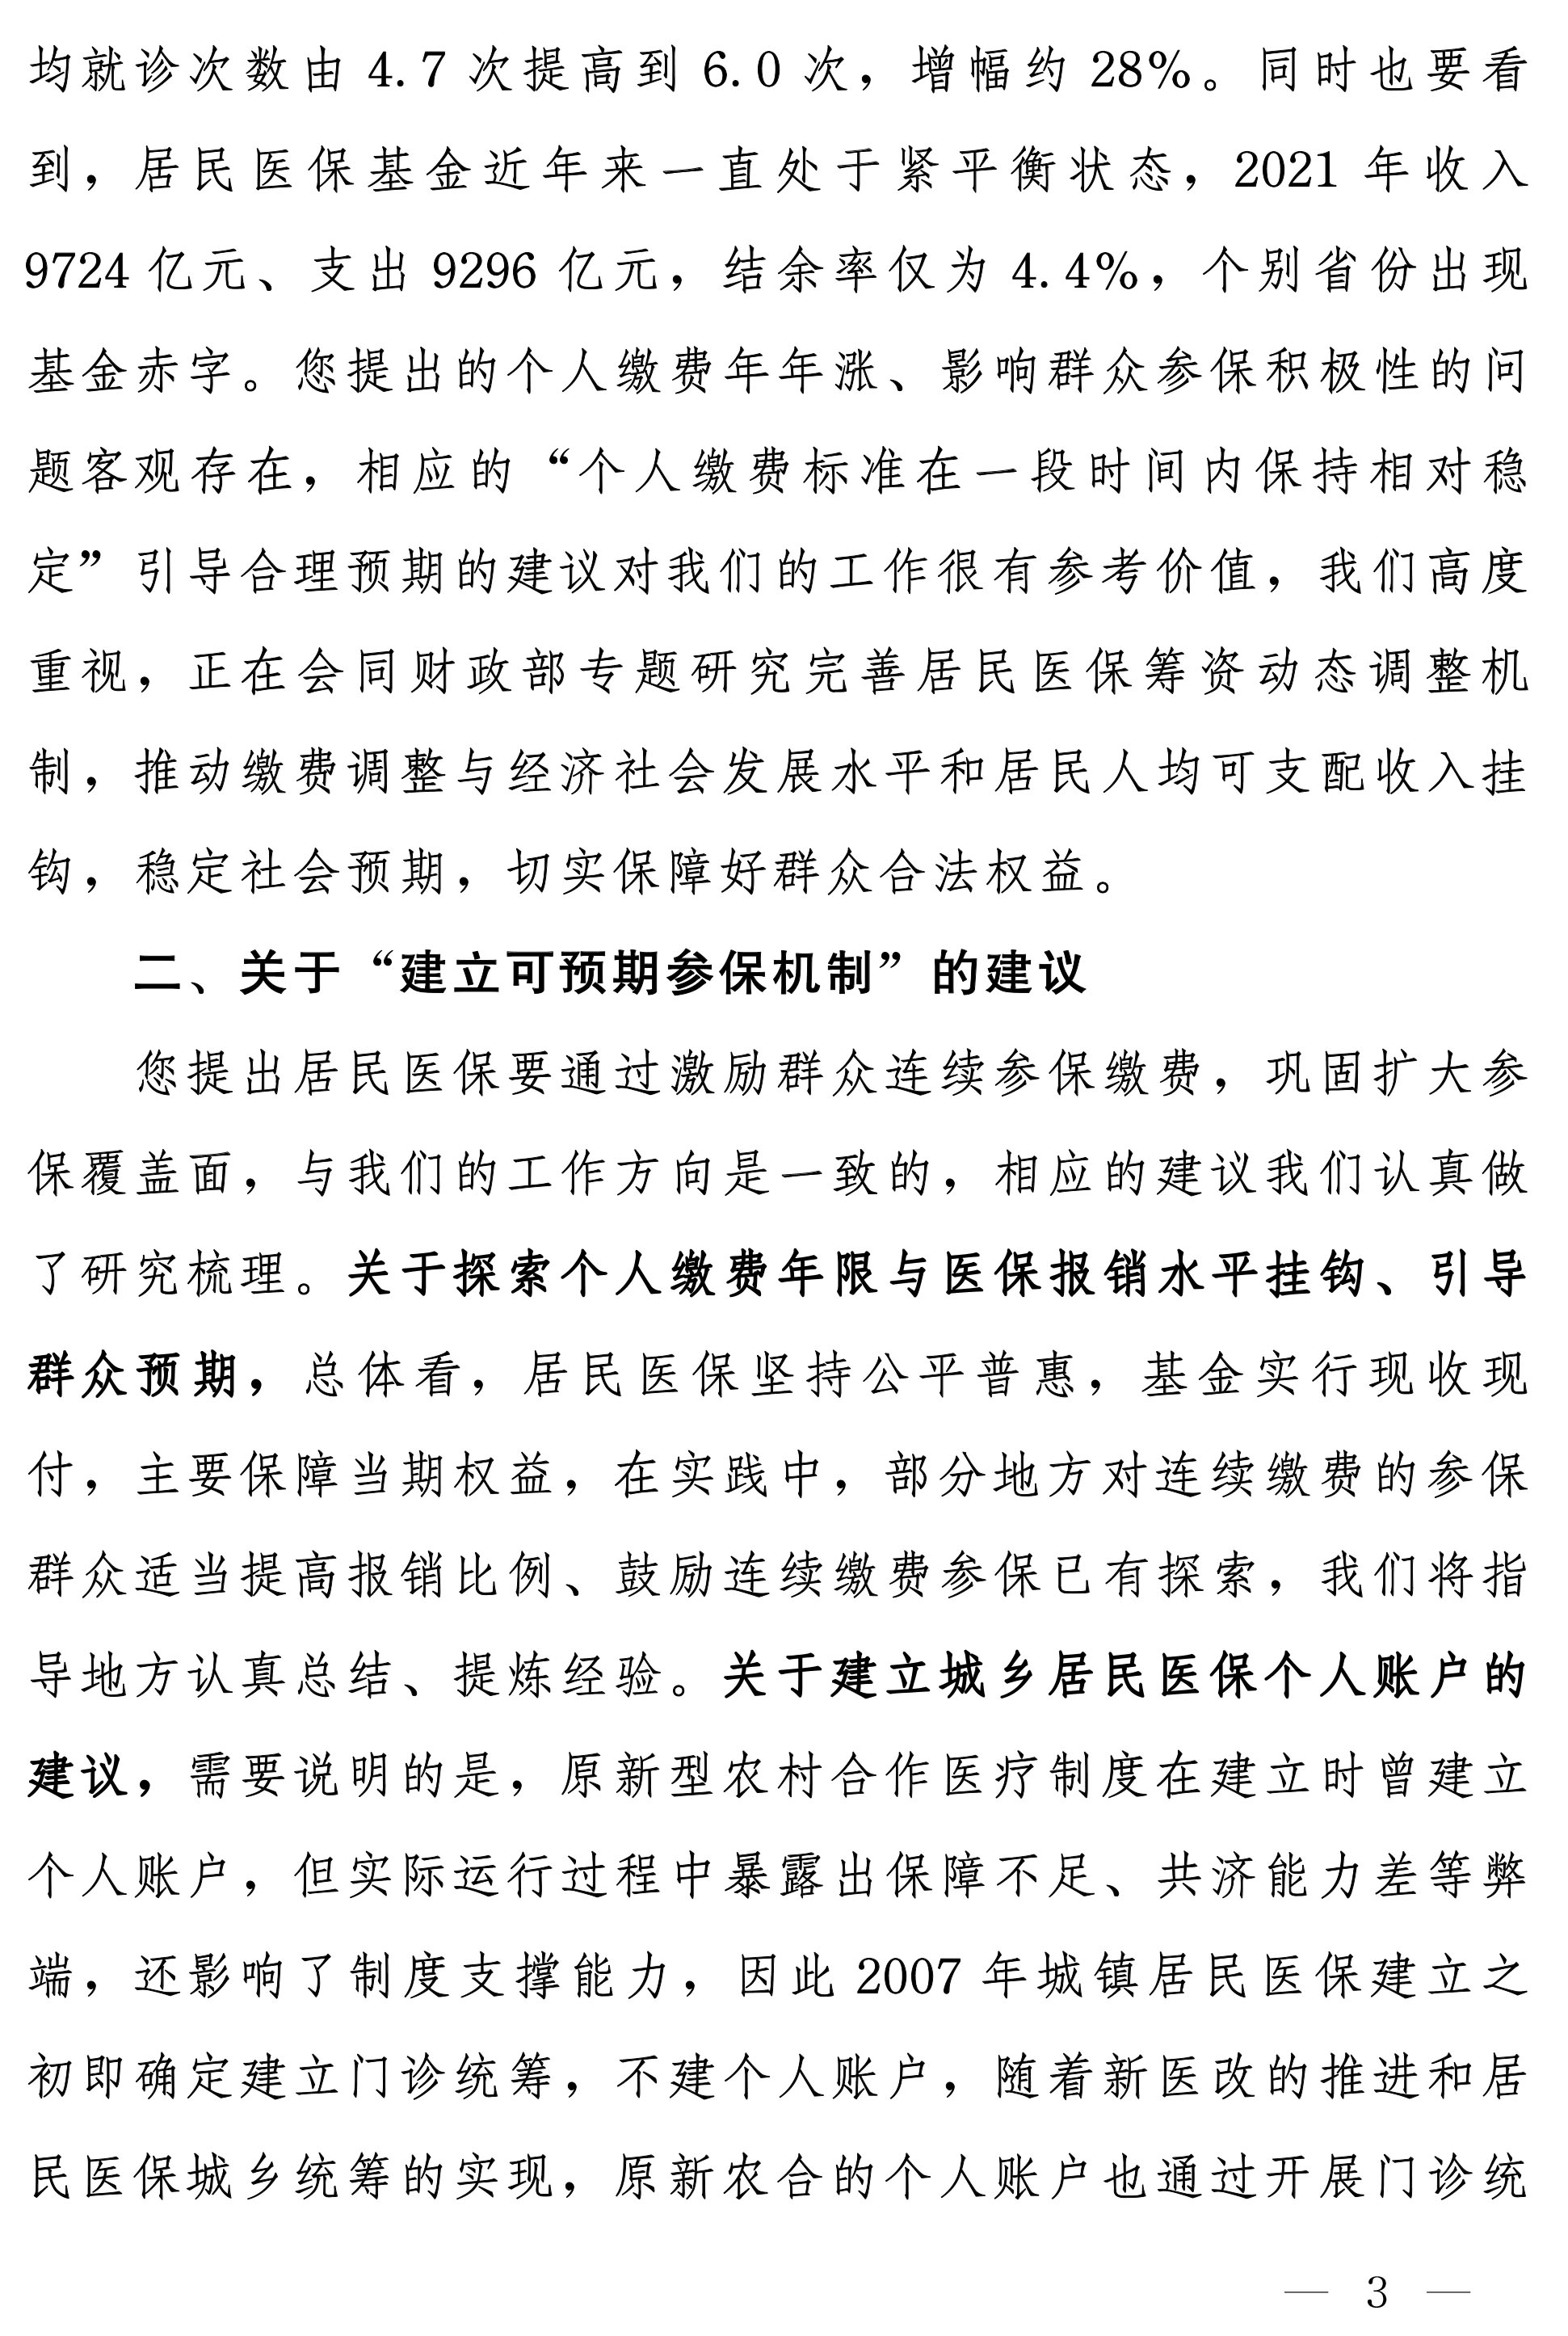 均就诊次数由 4.7 次提高到 6.0 次，增幅约 28%。同时也要看
到，居民医保基金近年来一直处于紧平衡状态，2021 年收入
9724 亿元、支出 9296 亿元，结余率仅为 4.4%，个别省份出现
基金赤字。您提出的个人缴费年年涨、影响群众参保积极性的问
题客观存在，相应的“个人缴费标准在一段时间内保持相对稳
定”引导合理预期的建议对我们的工作很有参考价值，我们高度
重视，正在会同财政部专题研究完善居民医保筹资动态调整机
制，推动缴费调整与经济社会发展水平和居民人均可支配收入挂
钩，稳定社会预期，切实保障好群众合法权益。
二、关于“建立可预期参保机制”的建议
您提出居民医保要通过激励群众连续参保缴费，巩固扩大参
保覆盖面，与我们的工作方向是一致的，相应的建议我们认真做
了研究梳理。关于探索个人缴费年限与医保报销水平挂钩、引导
群众预期，总体看，居民医保坚持公平普惠，基金实行现收现
付，主要保障当期权益，在实践中，部分地方对连续缴费的参保
群众适当提高报销比例、鼓励连续缴费参保已有探索，我们将指
导地方认真总结、提炼经验。关于建立城乡居民医保个人账户的
建议，需要说明的是，原新型农村合作医疗制度在建立时曾建立
个人账户，但实际运行过程中暴露出保障不足、共济能力差等弊
端，还影响了制度支撑能力，因此 2007 年城镇居民医保建立之
初即确定建立门诊统筹，不建个人账户，随着新医改的推进和居
民医保城乡统筹的实现，原新农合的个人账户也通过开展门诊统
— 3 —